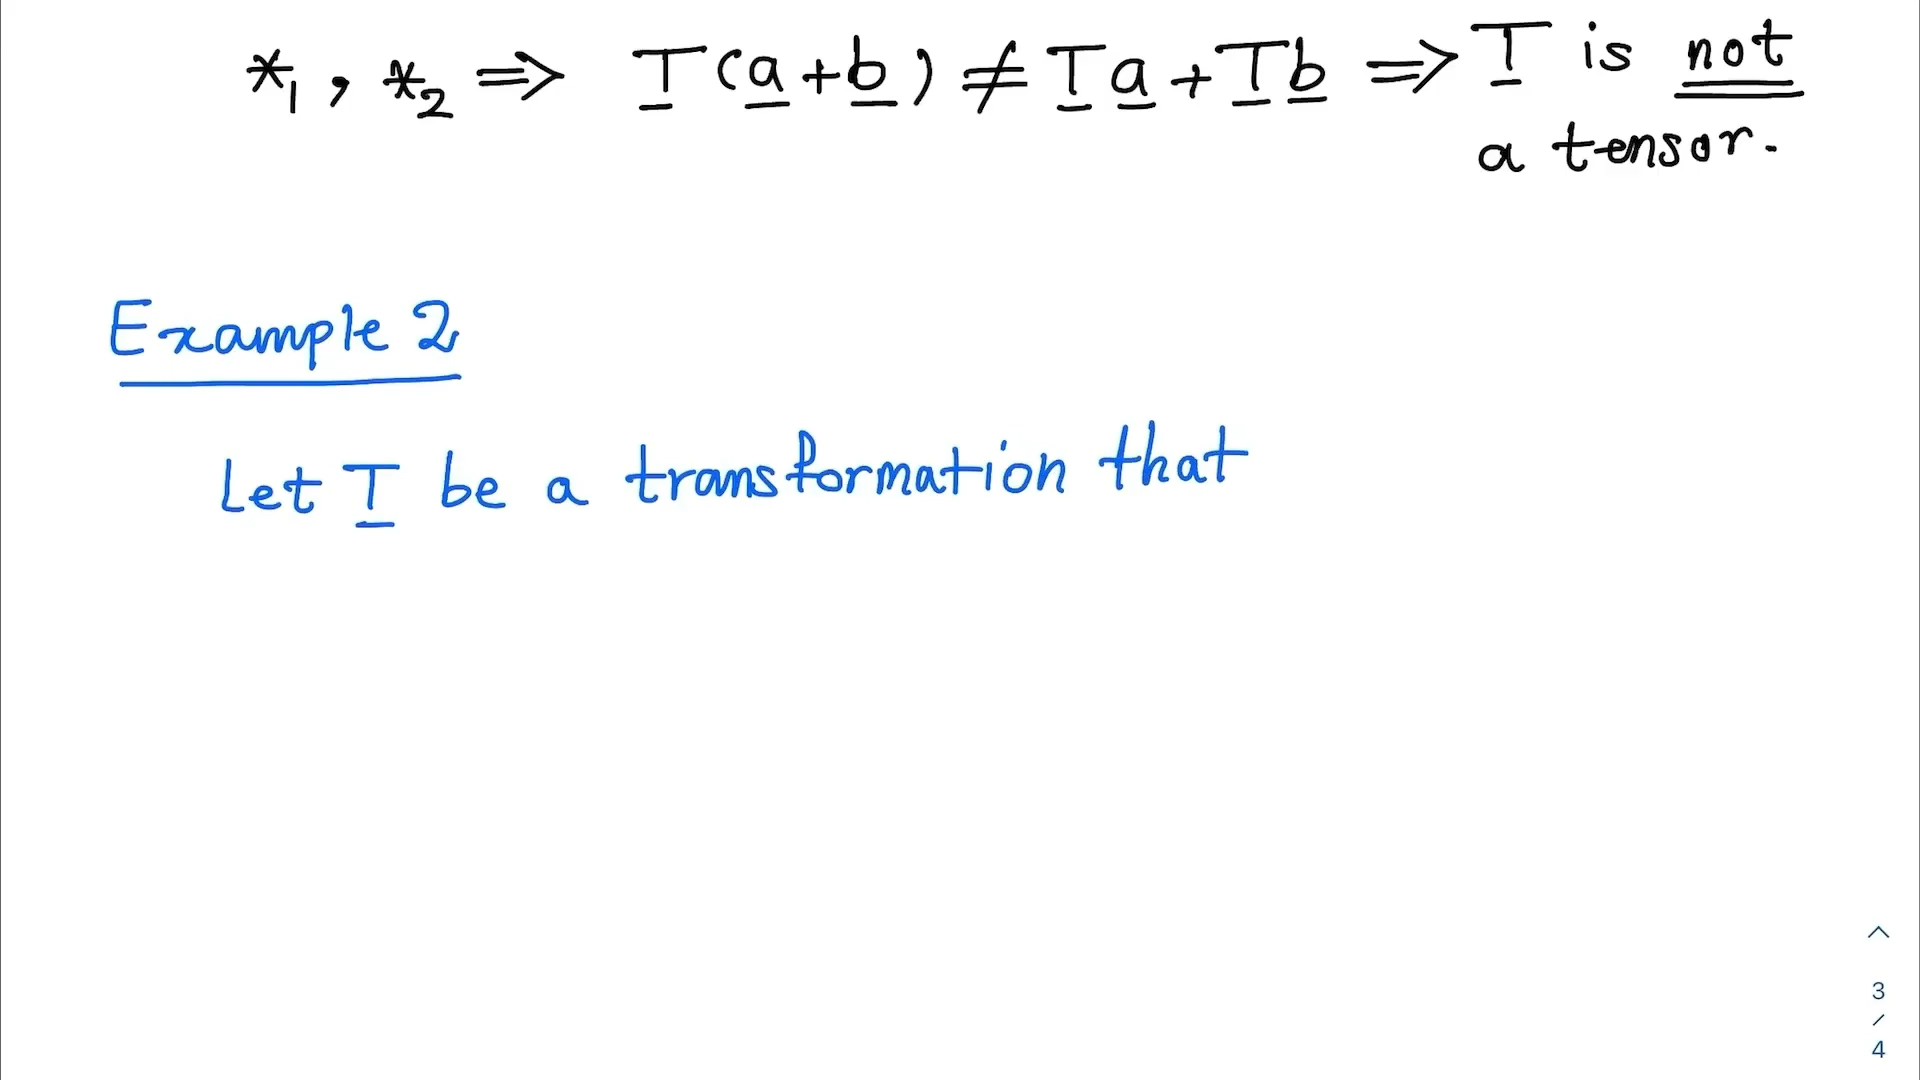 *₁, *₂ => T(a+b) ≠ Ta+Tb => T is not
a tensor.
Example 2
Let T be a transformation that
3
/
4